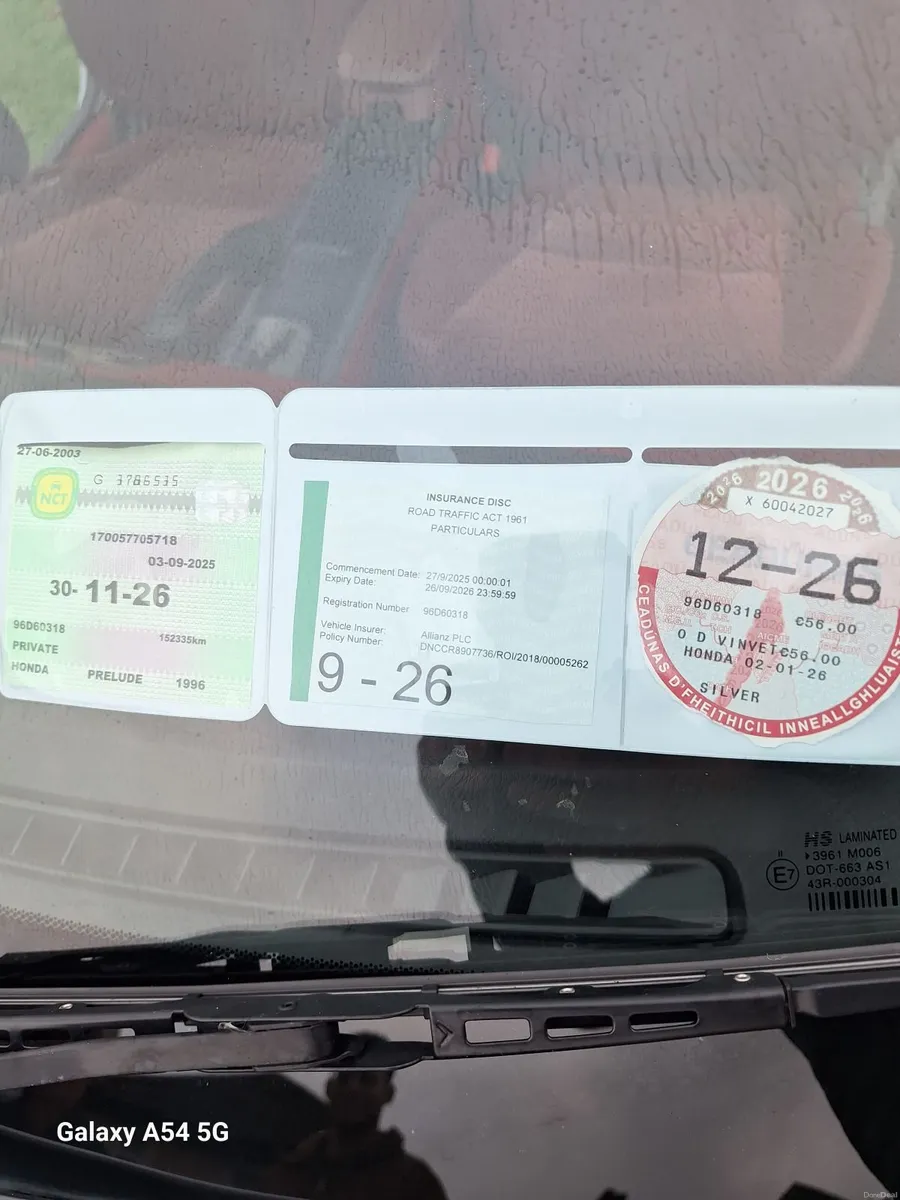 27-06-2003
NCT
G 3786535
170057705718
03-09-2025
30- 11-26
96D60318
152335km
PRIVATE
HONDA PRELUDE 1996
INSURANCE DISC
ROAD TRAFFIC ACT 1961
PARTICULARS
Commencement Date: 27/9/2025 00:00:01
Expiry Date: 26/09/2026 23:59:59
Registration Number 96D60318
Vehicle Insurer: Allianz PLC
Policy Number: DNCCR8907736/ROI/2018/00005262
9 - 26
2026 2026 2026
X 60042027
12-26
96D60318 €56.00
O D VINVET€56.00
HONDA 02-01-26
SILVER
CEADÚNAS D'FHEITHICIL INNEALLGHLUAIST
HS LAMINATED
3961 M006
E7
DOT-663 AS1
43R-000304
Galaxy A54 5G
DoneDeal